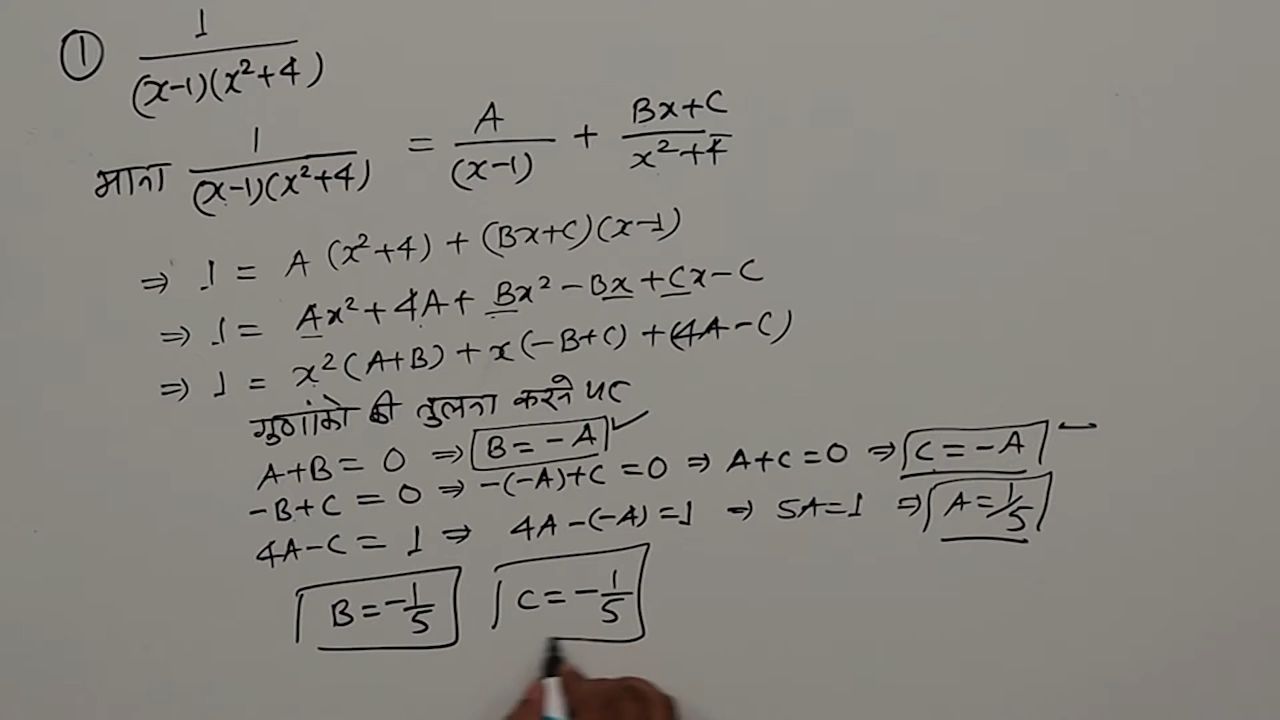 ① 1/((x-1)(x²+4))
माना 1/((x-1)(x²+4)) = A/(x-1) + (Bx+C)/(x²+4)
⇒ 1 = A(x²+4) + (Bx+C)(x-1)
⇒ 1 = Ax² + 4A + Bx² - Bx + Cx - C
⇒ 1 = x²(A+B) + x(-B+C) + (4A-C)
गुणांको की तुलना करने पर
A+B = 0 ⇒ B = -A
-B+C = 0 ⇒ -(-A)+C = 0 ⇒ A+C = 0 ⇒ C = -A
4A-C = 1 ⇒ 4A-(-A) = 1 ⇒ 5A = 1 ⇒ A = 1/5
B = -1/5 C = -1/5